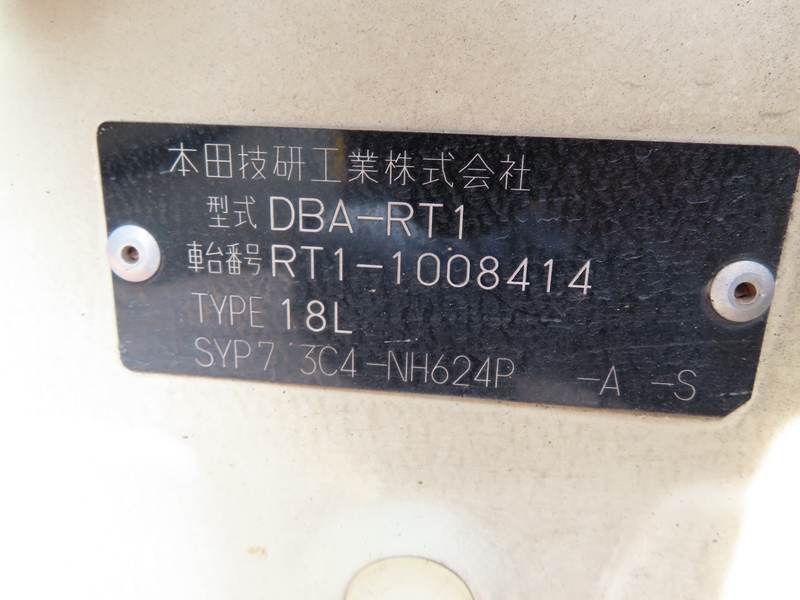 本田技研工業株式会社
型式 DBA-RT1
車台番号 RT1-1008414
TYPE 18L
SYP7 3C4-NH624P -A -S